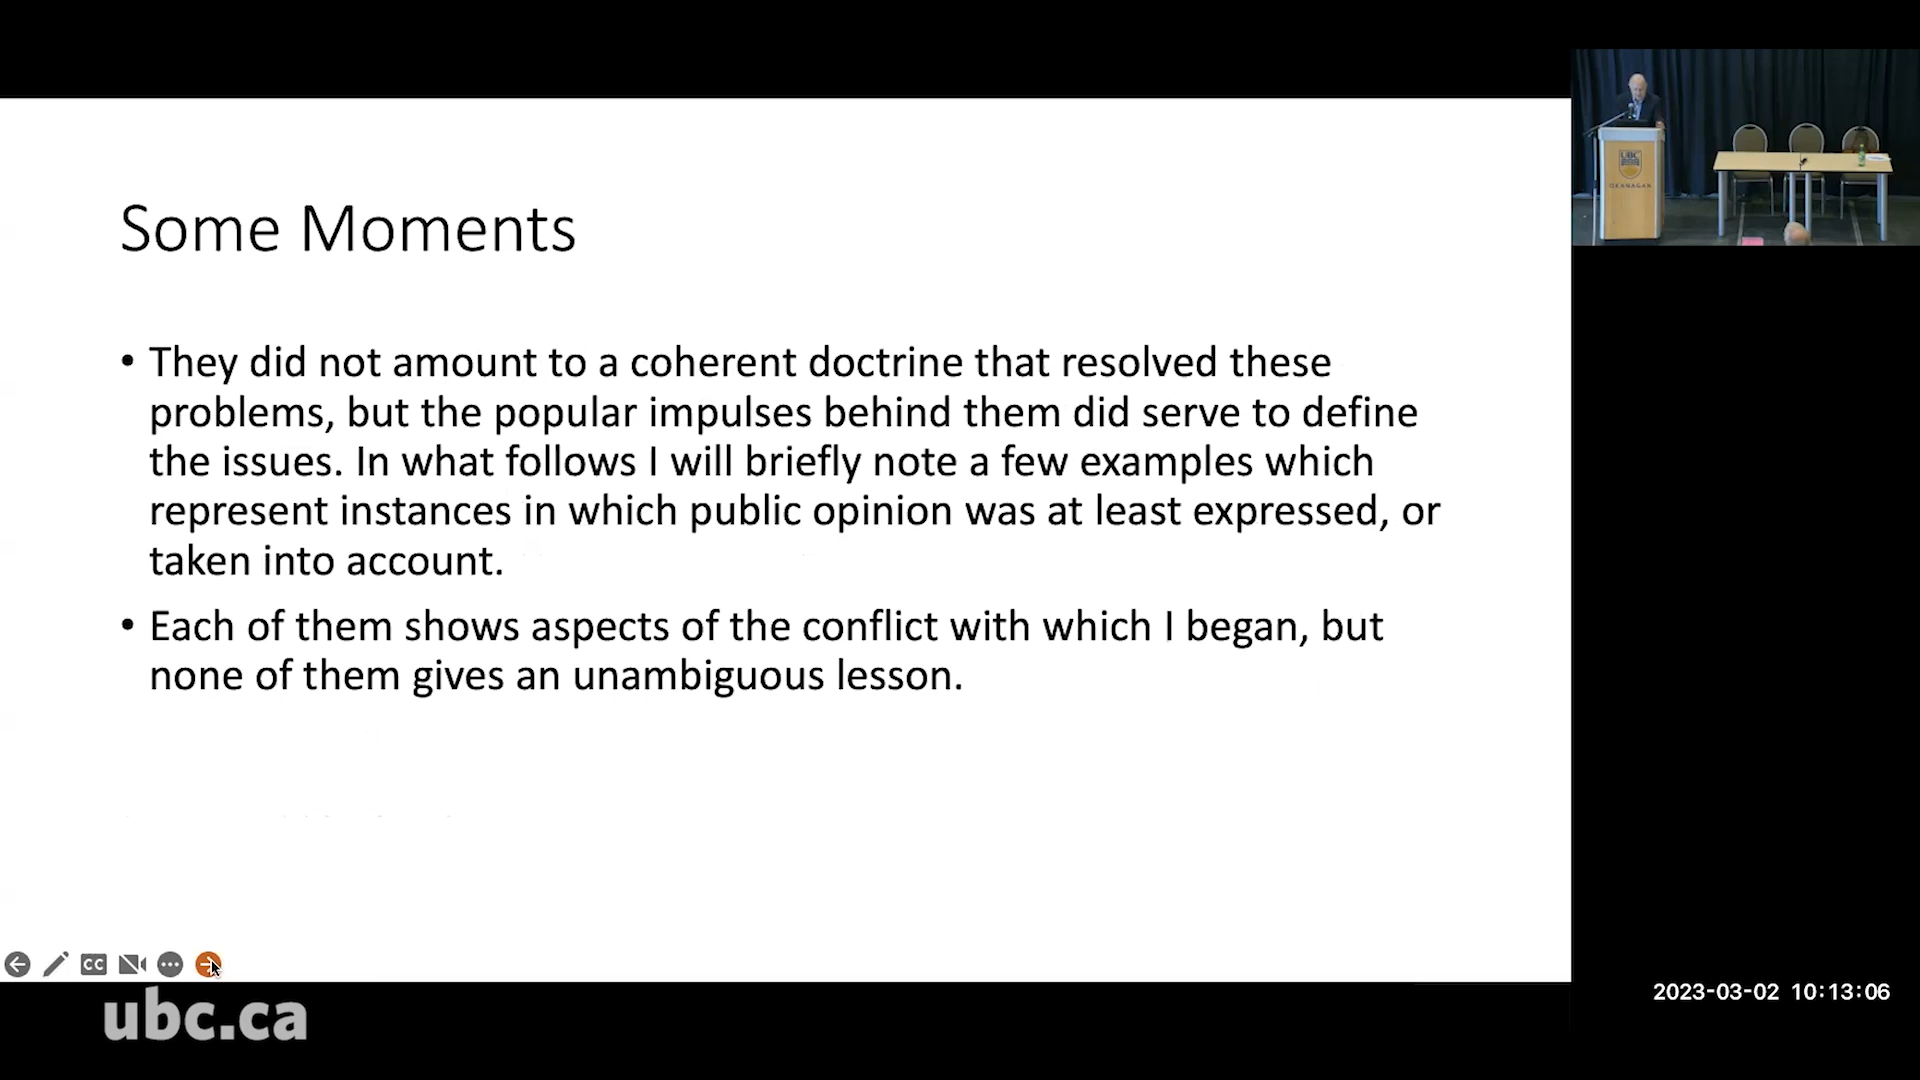 Some Moments
• They did not amount to a coherent doctrine that resolved these
problems, but the popular impulses behind them did serve to define
the issues. In what follows I will briefly note a few examples which
represent instances in which public opinion was at least expressed, or
taken into account.
• Each of them shows aspects of the conflict with which I began, but
none of them gives an unambiguous lesson.
UBC
OKANAGAN
CC
ubc.ca
2023-03-02 10:13:06